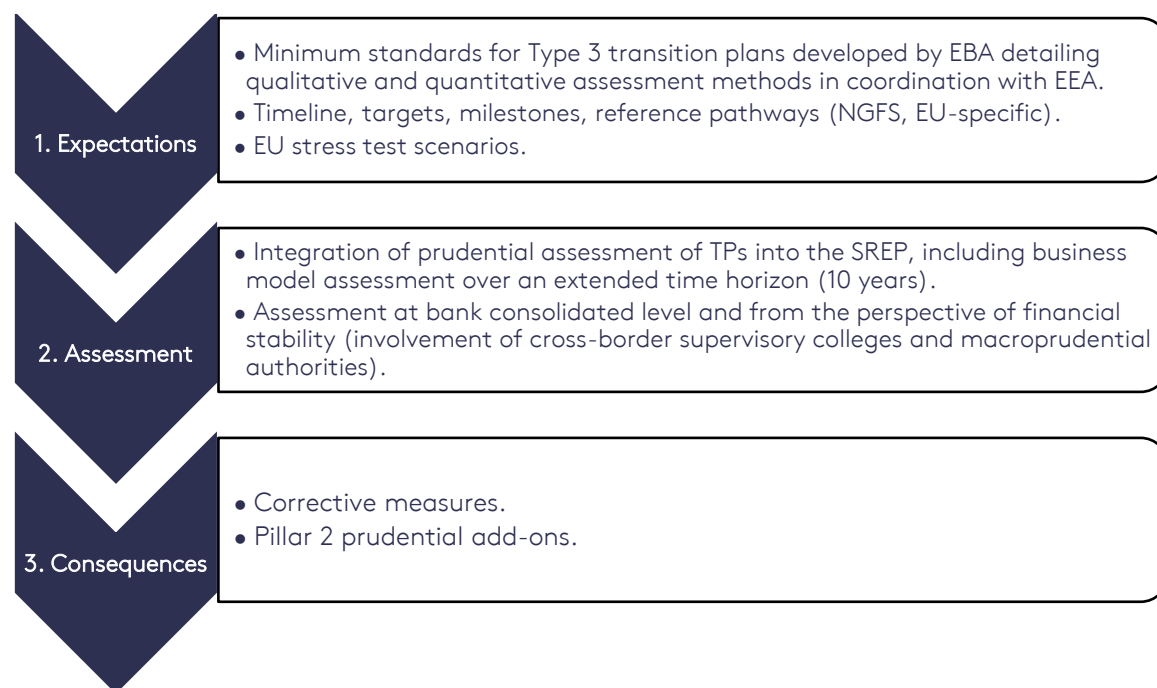 1. Expectations
• Minimum standards for Type 3 transition plans developed by EBA detailing
qualitative and quantitative assessment methods in coordination with EEA.
• Timeline, targets, milestones, reference pathways (NGFS, EU-specific).
• EU stress test scenarios.
2. Assessment
• Integration of prudential assessment of TPs into the SREP, including business
model assessment over an extended time horizon (10 years).
• Assessment at bank consolidated level and from the perspective of financial
stability (involvement of cross-border supervisory colleges and macroprudential
authorities).
3. Consequences
• Corrective measures.
• Pillar 2 prudential add-ons.